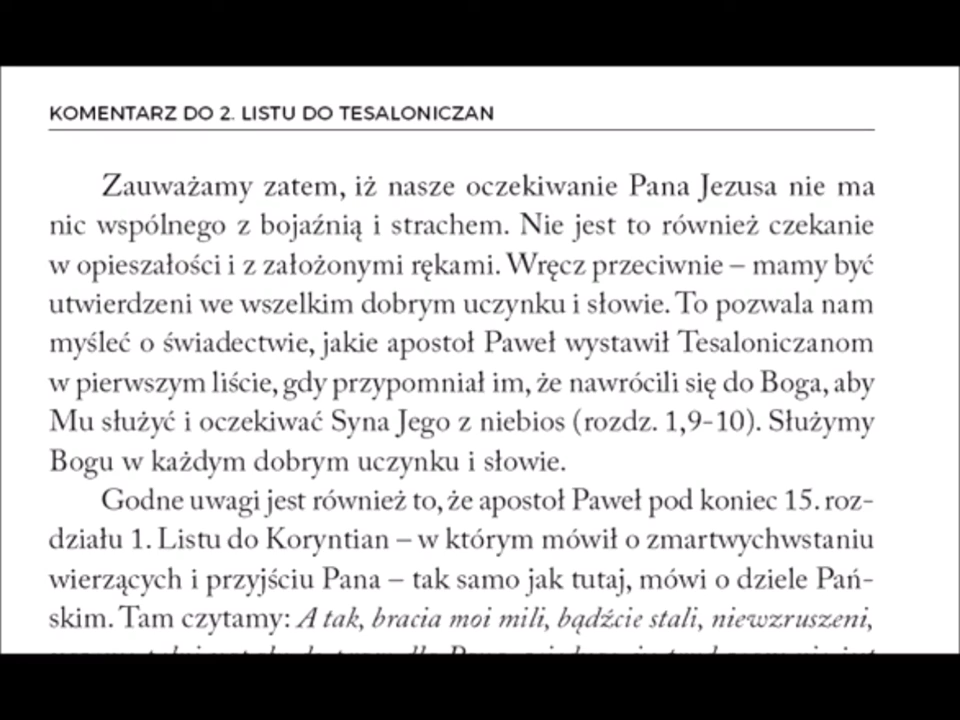 KOMENTARZ DO 2. LISTU DO TESALONICZAN
Zauważamy zatem, iż nasze oczekiwanie Pana Jezusa nie ma
nic wspólnego z bojaźnią i strachem. Nie jest to również czekanie
w opieszałości i z założonymi rękami. Wręcz przeciwnie – mamy być
utwierdzeni we wszelkim dobrym uczynku i słowie. To pozwala nam
myśleć o świadectwie, jakie apostoł Paweł wystawił Tesaloniczanom
w pierwszym liście, gdy przypomniał im, że nawrócili się do Boga, aby
Mu służyć i oczekiwać Syna Jego z niebios (rozdz. 1,9-10). Służymy
Bogu w każdym dobrym uczynku i słowie.
Godne uwagi jest również to, że apostoł Paweł pod koniec 15. roz-
działu 1. Listu do Koryntian – w którym mówił o zmartwychwstaniu
wierzących i przyjściu Pana – tak samo jak tutaj, mówi o dziele Pań-
skim. Tam czytamy: A tak, bracia moi mili, bądźcie stali, niewzruszeni,